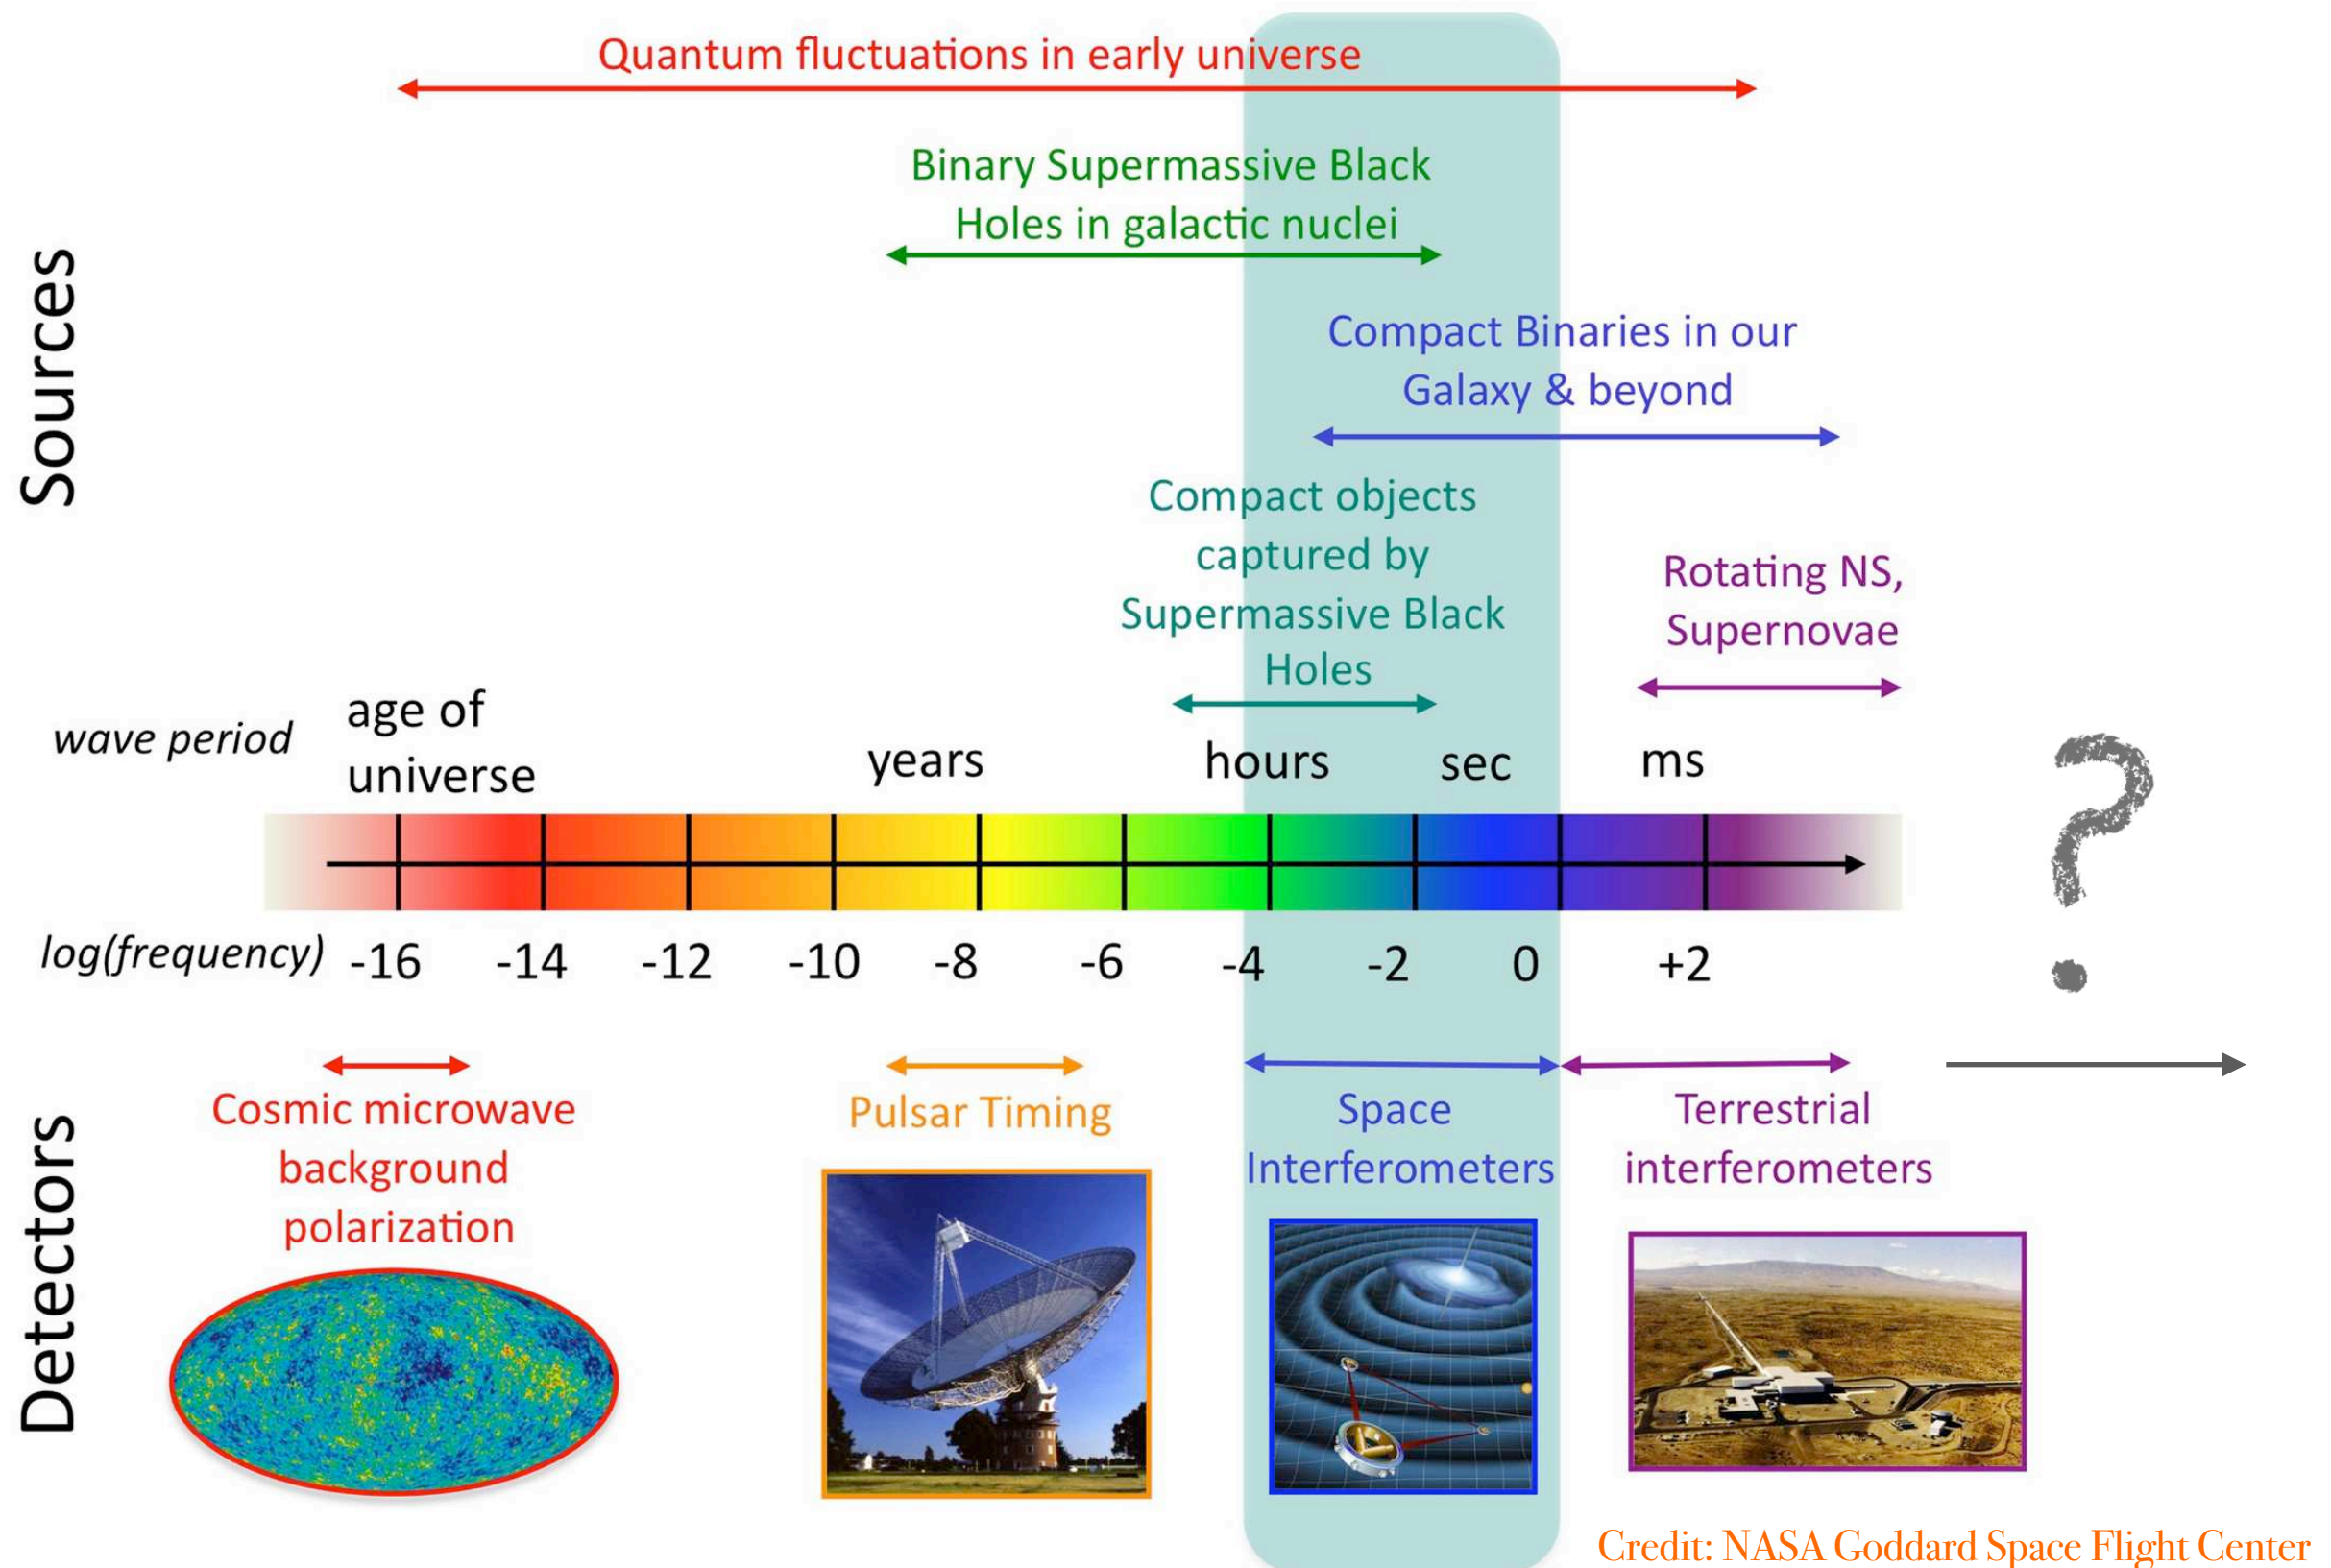 Quantum fluctuations in early universe
Binary Supermassive Black
Holes in galactic nuclei
Compact Binaries in our
Galaxy & beyond
Sources
Compact objects
captured by
Supermassive Black
Holes
Rotating NS,
Supernovae
wave period
age of
universe
years
hours
sec
ms
?
log(frequency)
-16
-14
-12
-10
-8
-6
-4
-2
0
+2
Detectors
Cosmic microwave
background
polarization
Pulsar Timing
Space
Interferometers
Terrestrial
interferometers
Credit: NASA Goddard Space Flight Center